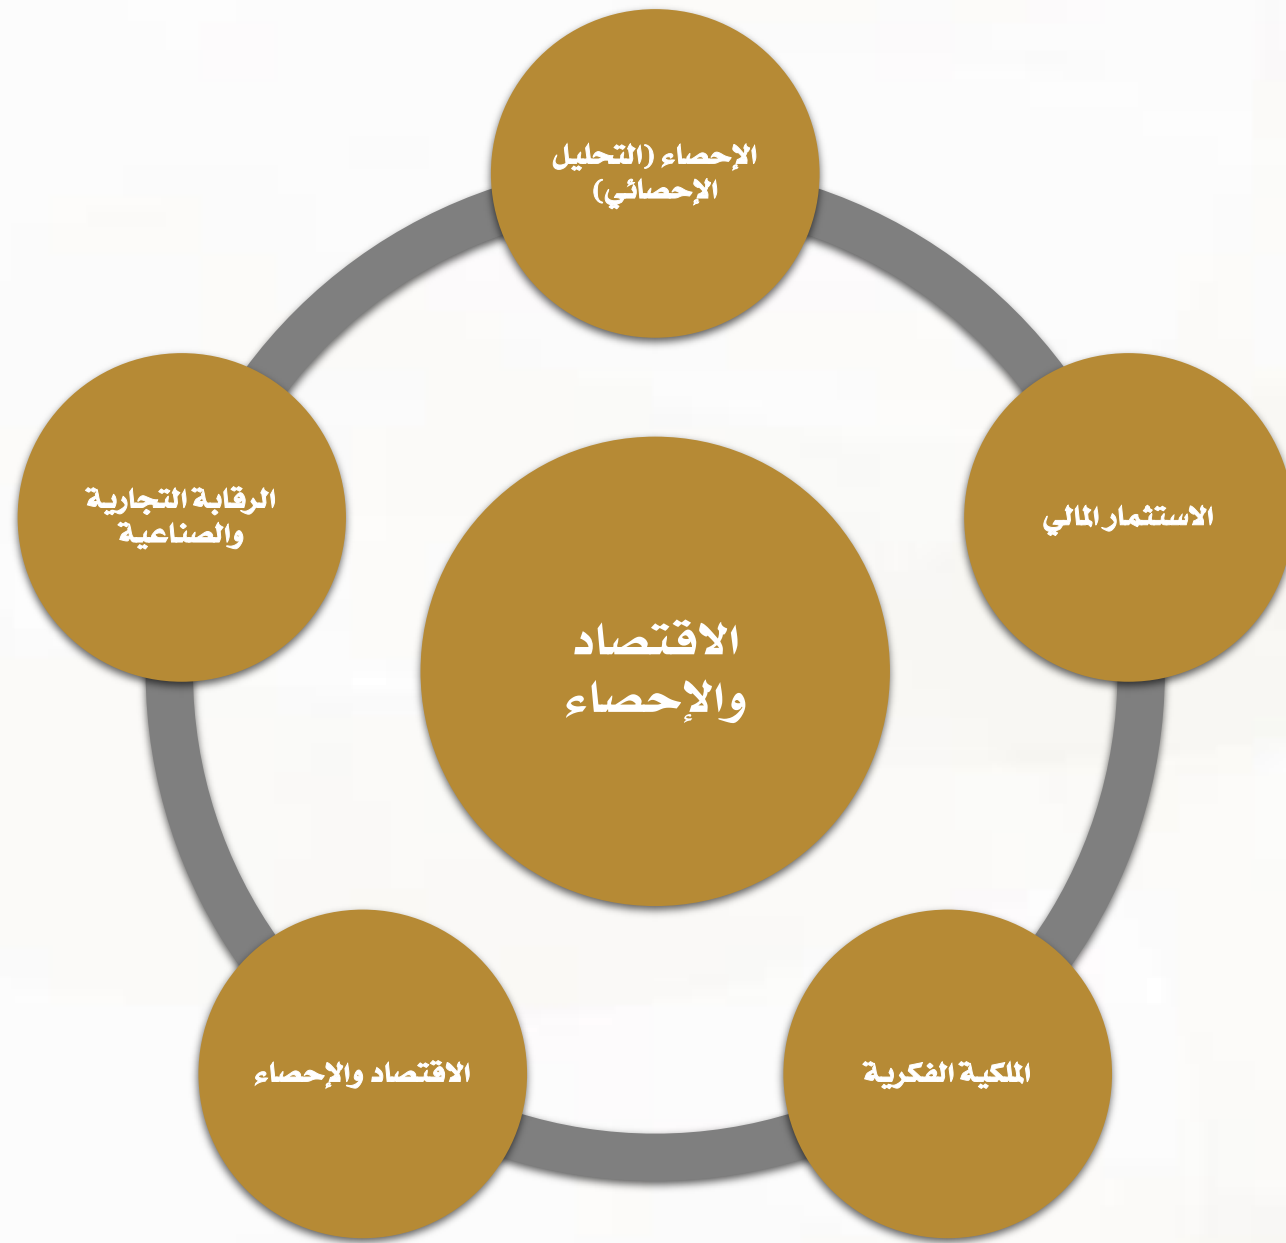 الإحصاء (التحليل
الإحصائي)
الاستثمار المالي
الرقابة التجارية
والصناعية
الاقتصاد
والإحصاء
الملكية الفكرية
الاقتصاد والإحصاء